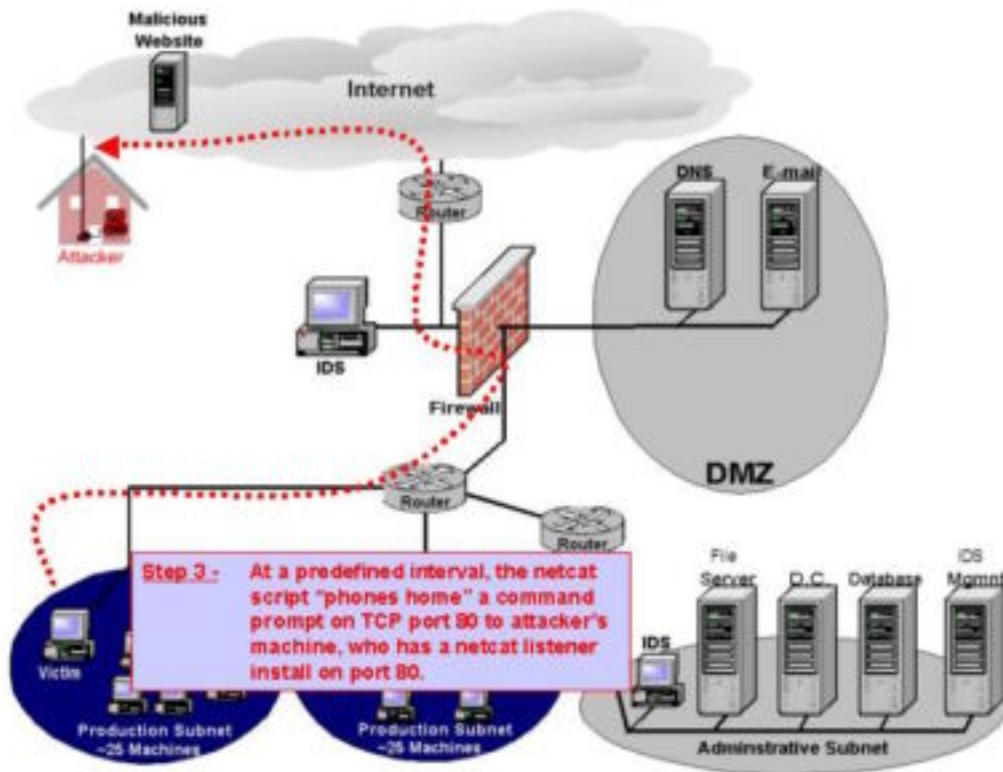 Malicious
Website
Internet
Attacker
Router
DNS
E-mail
IDS
Firewall
DMZ
Router
Router
Step 3 - At a predefined interval, the netcat
script “phones home” a command
prompt on TCP port 80 to attacker's
machine, who has a netcat listener
install on port 80.
File
Server
D.C.
Database
IDS
Mgmnt
IDS
Victim
Production Subnet
~25 Machines
Production Subnet
~25 Machines
Adminstrative Subnet